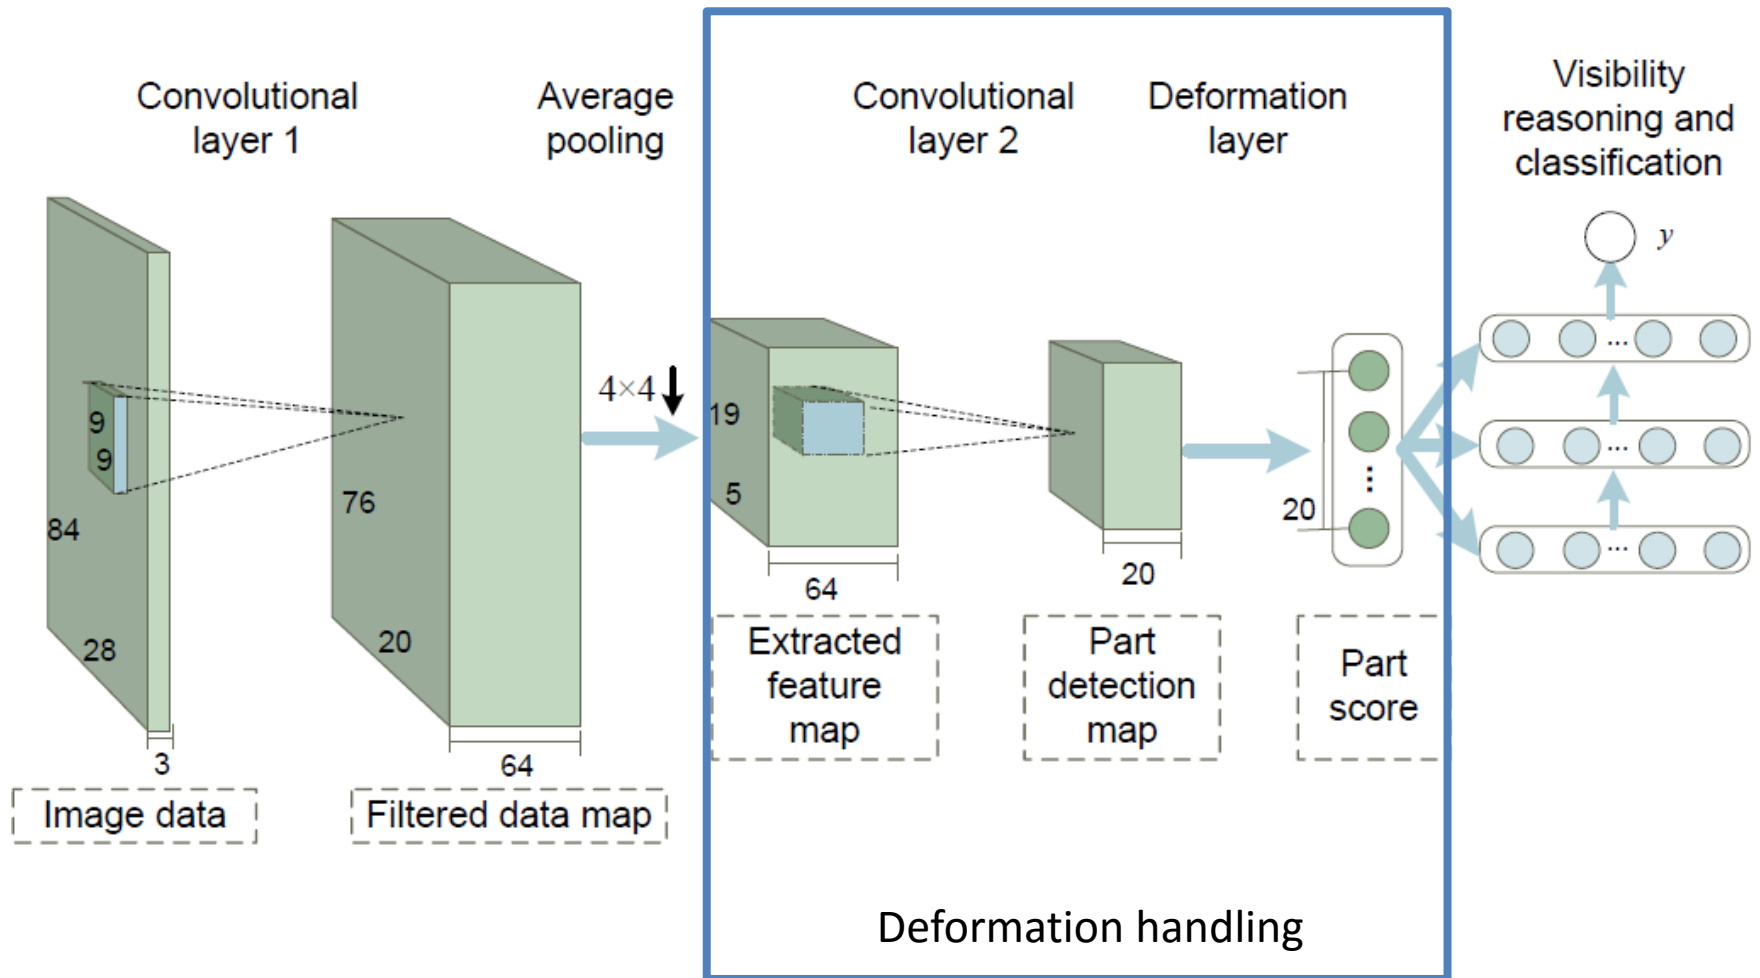 Convolutional
layer 1
Average
pooling
Convolutional
layer 2
Deformation
layer
Visibility
reasoning and
classification
y
9
9
84
28
3
76
20
64
4×4
19
5
64
20
20
...
...
...
...
Image data
Filtered data map
Extracted
feature
map
Part
detection
map
Part
score
Deformation handling